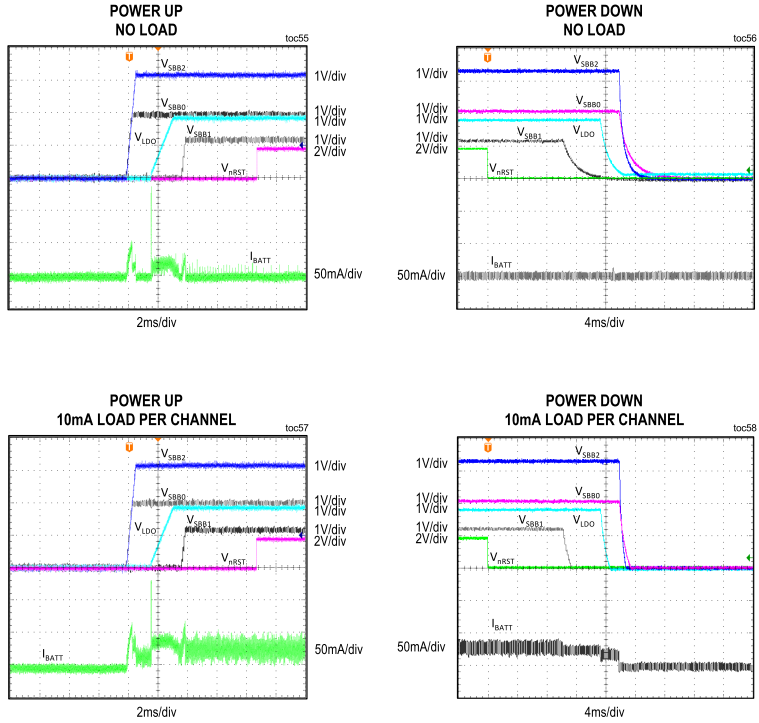 POWER UP
NO LOAD
toc55
T
VSBB2
1V/div
VSBB0
1V/div
1V/div
VLDO
VSBB1
1V/div
2V/div
VnRST
IBATT
50mA/div
2ms/div
POWER DOWN
NO LOAD
toc56
T
VSBB2
1V/div
VSBB0
1V/div
1V/div
VSBB1
VLDO
1V/div
2V/div
VnRST
IBATT
50mA/div
4ms/div
POWER UP
10mA LOAD PER CHANNEL
toc57
T
VSBB2
1V/div
VSBB0
1V/div
1V/div
VLDO
VSBB1
1V/div
2V/div
VnRST
IBATT
50mA/div
2ms/div
POWER DOWN
10mA LOAD PER CHANNEL
toc58
T
VSBB2
1V/div
VSBB0
1V/div
1V/div
VSBB1
VLDO
1V/div
2V/div
VnRST
IBATT
50mA/div
4ms/div